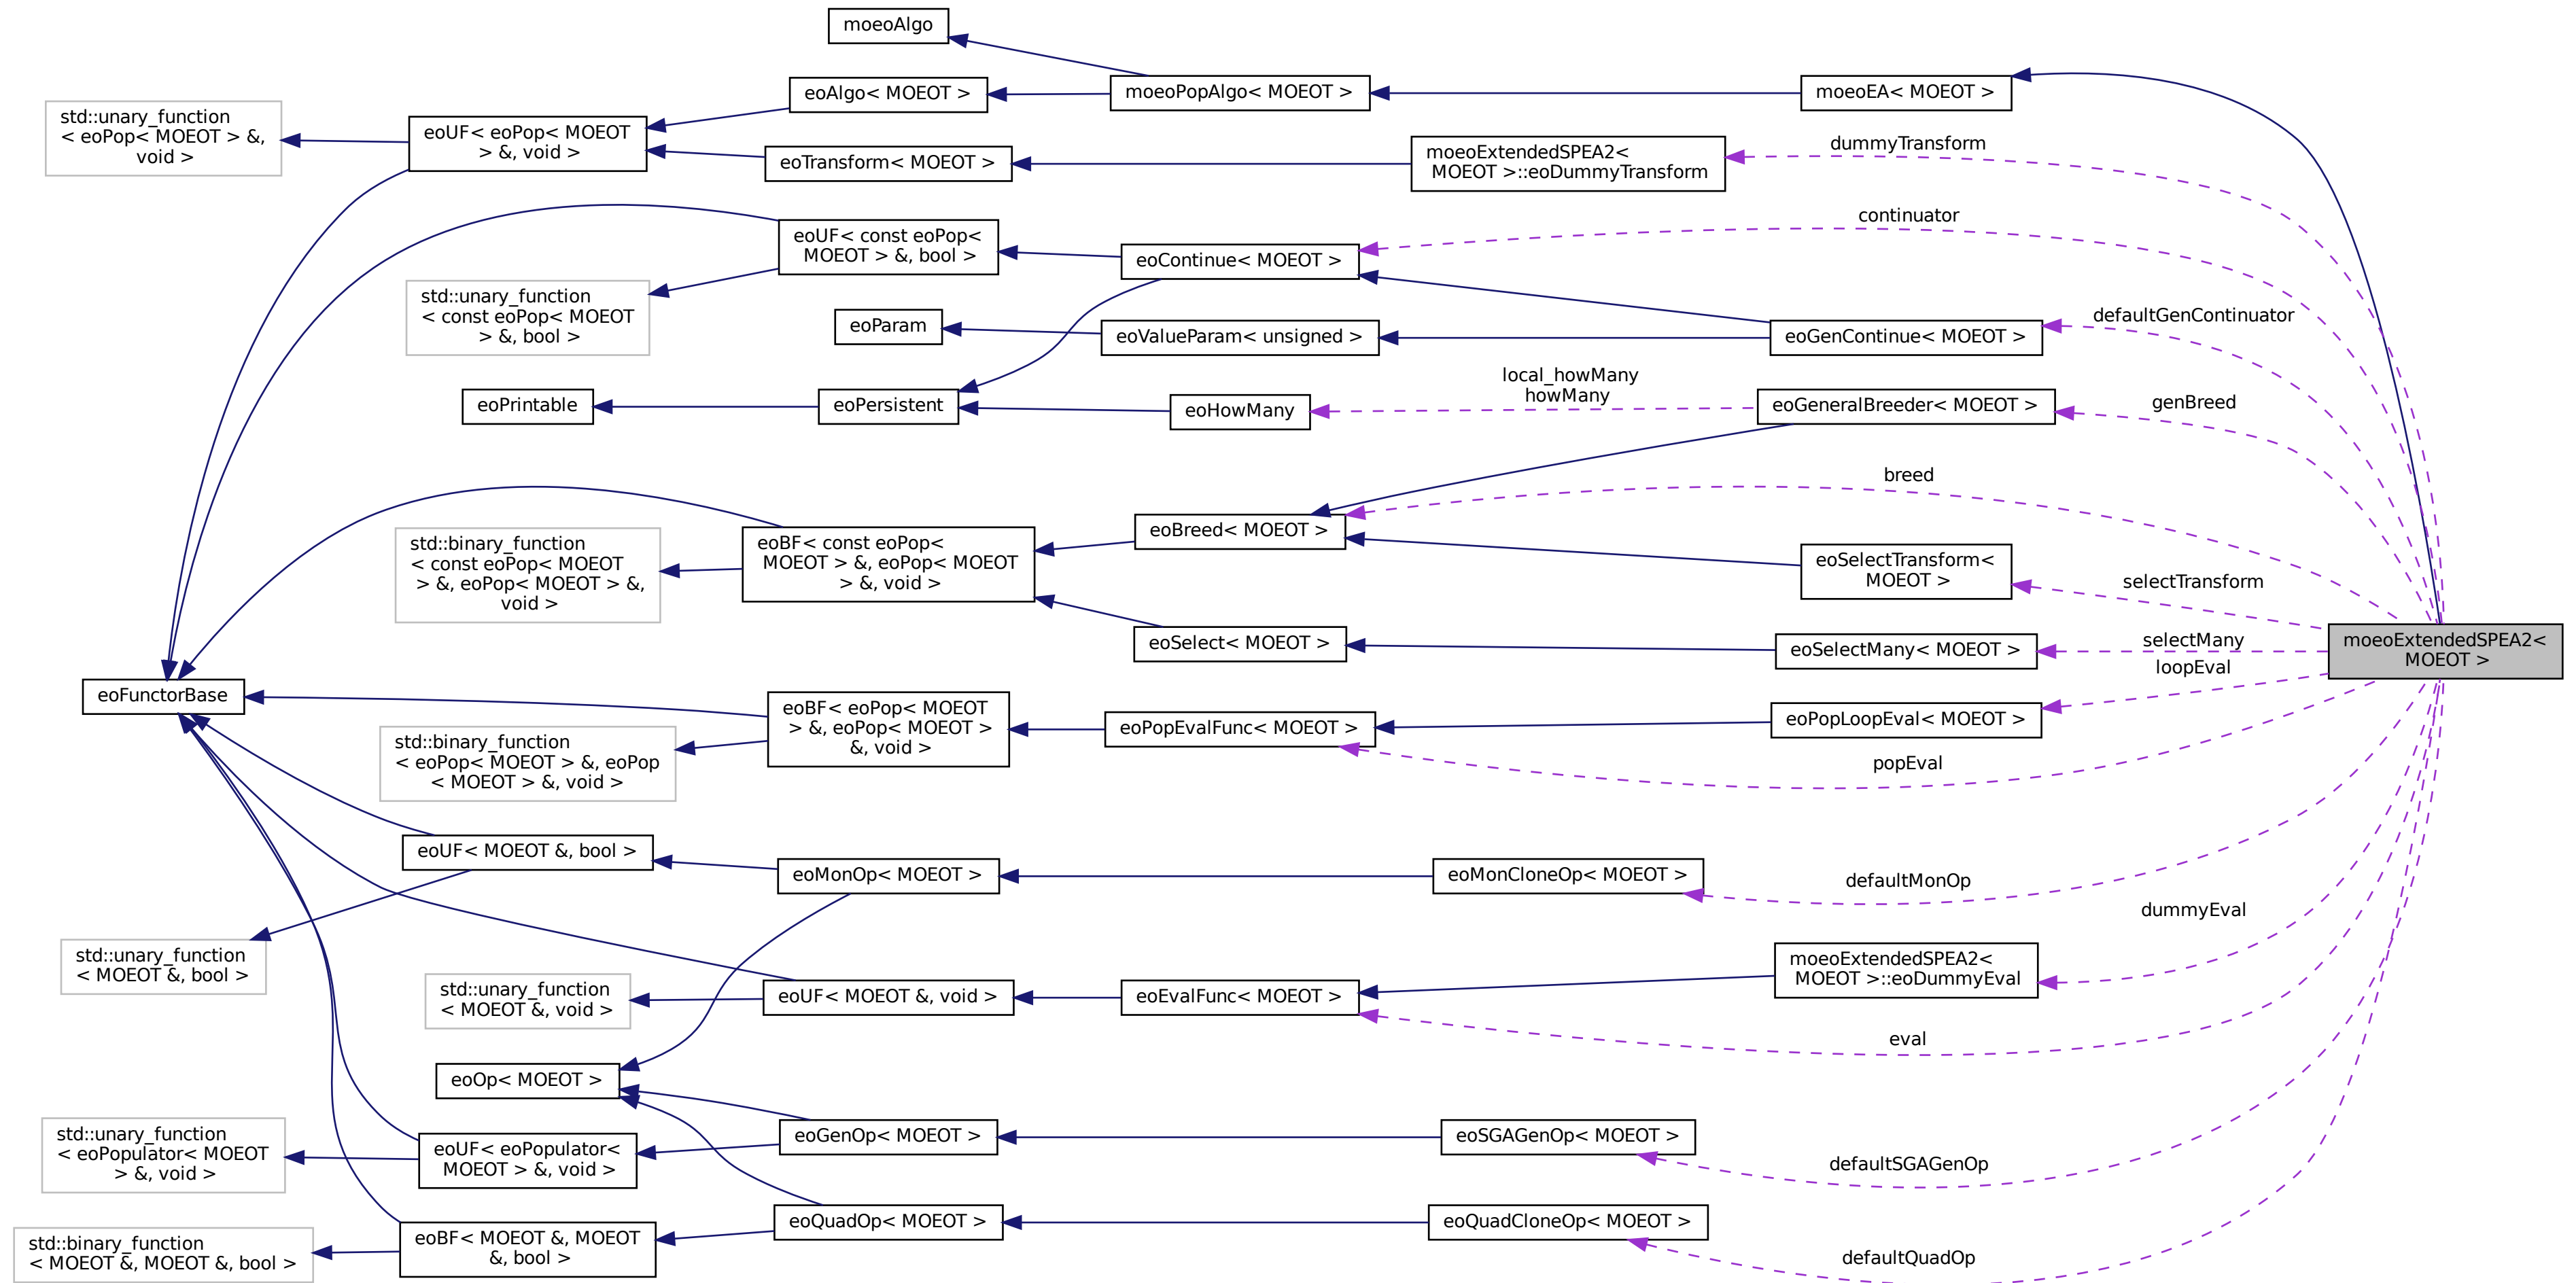 moeoAlgo
eoAlgo< MOEOT >
moeoPopAlgo< MOEOT >
moeoEA< MOEOT >
std::unary_function
< eoPop< MOEOT > &,
void >
eoUF< eoPop< MOEOT
> &, void >
eoTransform< MOEOT >
moeoExtendedSPEA2<
MOEOT >::eoDummyTransform
dummyTransform
eoUF< const eoPop<
MOEOT > &, bool >
eoContinue< MOEOT >
continuator
std::unary_function
< const eoPop< MOEOT
> &, bool >
eoParam
eoValueParam< unsigned >
eoGenContinue< MOEOT >
defaultGenContinuator
eoPrintable
eoPersistent
eoHowMany
local_howMany
howMany
eoGeneralBreeder< MOEOT >
genBreed
breed
std::binary_function
< const eoPop< MOEOT
> &, eoPop< MOEOT > &,
void >
eoBF< const eoPop<
MOEOT > &, eoPop< MOEOT
> &, void >
eoBreed< MOEOT >
eoSelectTransform<
MOEOT >
selectTransform
eoSelect< MOEOT >
eoSelectMany< MOEOT >
selectMany
moeoExtendedSPEA2<
MOEOT >
eoFunctorBase
loopEval
eoBF< eoPop< MOEOT
> &, eoPop< MOEOT >
&, void >
eoPopEvalFunc< MOEOT >
eoPopLoopEval< MOEOT >
popEval
std::binary_function
< eoPop< MOEOT > &, eoPop
< MOEOT > &, void >
eoUF< MOEOT &, bool >
eoMonOp< MOEOT >
eoMonCloneOp< MOEOT >
defaultMonOp
dummyEval
std::unary_function
< MOEOT &, bool >
std::unary_function
< MOEOT &, void >
eoUF< MOEOT &, void >
eoEvalFunc< MOEOT >
moeoExtendedSPEA2<
MOEOT >::eoDummyEval
eval
eoOp< MOEOT >
std::unary_function
< eoPopulator< MOEOT
> &, void >
eoUF< eoPopulator<
MOEOT > &, void >
eoGenOp< MOEOT >
eoSGAGenOp< MOEOT >
defaultSGAGenOp
std::binary_function
< MOEOT &, MOEOT &, bool >
eoBF< MOEOT &, MOEOT
&, bool >
eoQuadOp< MOEOT >
eoQuadCloneOp< MOEOT >
defaultQuadOp